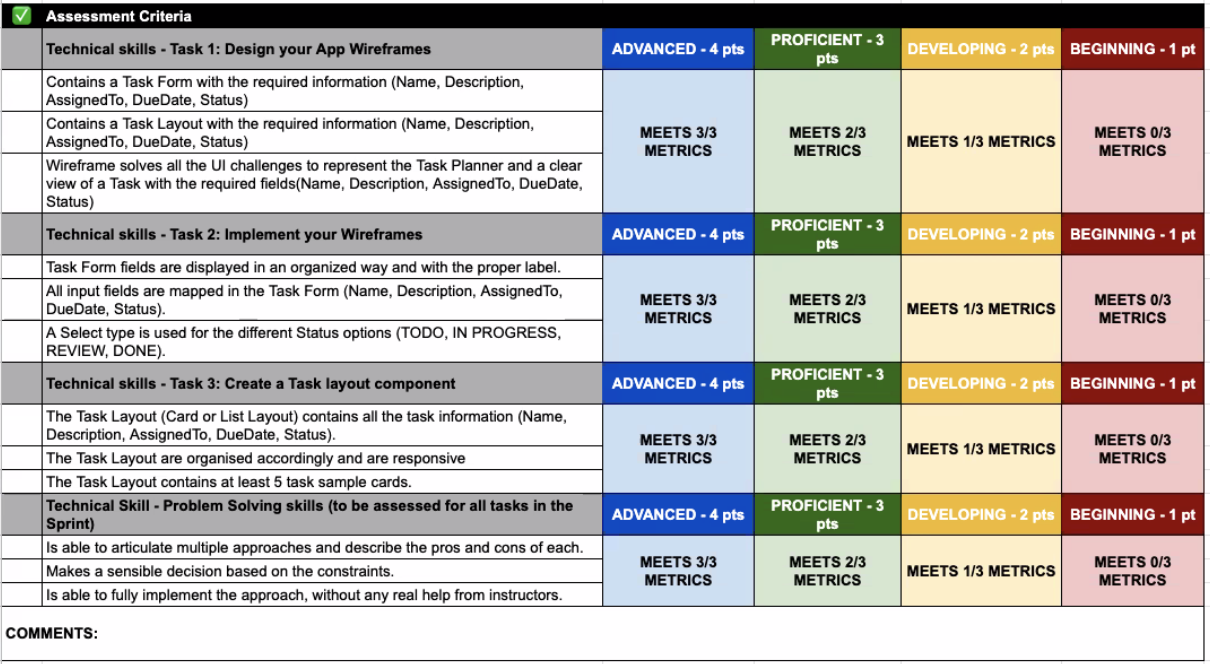 ✅ Assessment Criteria
Technical skills - Task 1: Design your App Wireframes
ADVANCED - 4 pts
PROFICIENT - 3
pts
DEVELOPING - 2 pts
BEGINNING - 1 pt
Contains a Task Form with the required information (Name, Description,
AssignedTo, DueDate, Status)
Contains a Task Layout with the required information (Name, Description,
AssignedTo, DueDate, Status)
Wireframe solves all the UI challenges to represent the Task Planner and a clear
view of a Task with the required fields(Name, Description, AssignedTo, DueDate,
Status)
MEETS 3/3
METRICS
MEETS 2/3
METRICS
MEETS 1/3 METRICS
MEETS 0/3
METRICS
Technical skills - Task 2: Implement your Wireframes
ADVANCED - 4 pts
PROFICIENT - 3
pts
DEVELOPING - 2 pts
BEGINNING - 1 pt
Task Form fields are displayed in an organized way and with the proper label.
All input fields are mapped in the Task Form (Name, Description, AssignedTo,
DueDate, Status).
A Select type is used for the different Status options (TODO, IN PROGRESS,
REVIEW, DONE).
MEETS 3/3
METRICS
MEETS 2/3
METRICS
MEETS 1/3 METRICS
MEETS 0/3
METRICS
Technical skills - Task 3: Create a Task layout component
ADVANCED - 4 pts
PROFICIENT - 3
pts
DEVELOPING - 2 pts
BEGINNING - 1 pt
The Task Layout (Card or List Layout) contains all the task information (Name,
Description, AssignedTo, DueDate, Status).
The Task Layout are organised accordingly and are responsive
The Task Layout contains at least 5 task sample cards.
MEETS 3/3
METRICS
MEETS 2/3
METRICS
MEETS 1/3 METRICS
MEETS 0/3
METRICS
Technical Skill - Problem Solving skills (to be assessed for all tasks in the
Sprint)
ADVANCED - 4 pts
PROFICIENT - 3
pts
DEVELOPING - 2 pts
BEGINNING - 1 pt
Is able to articulate multiple approaches and describe the pros and cons of each.
Makes a sensible decision based on the constraints.
Is able to fully implement the approach, without any real help from instructors.
MEETS 3/3
METRICS
MEETS 2/3
METRICS
MEETS 1/3 METRICS
MEETS 0/3
METRICS
COMMENTS: